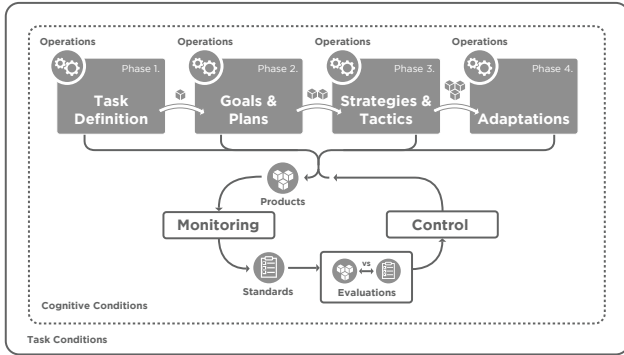 Operations
Operations
Operations
Operations
Phase 1.
Phase 2.
Phase 3.
Phase 4.
Task
Definition
Goals &
Plans
Strategies &
Tactics
Adaptations
Products
Monitoring
Control
Standards
vs
Evaluations
Cognitive Conditions
Task Conditions